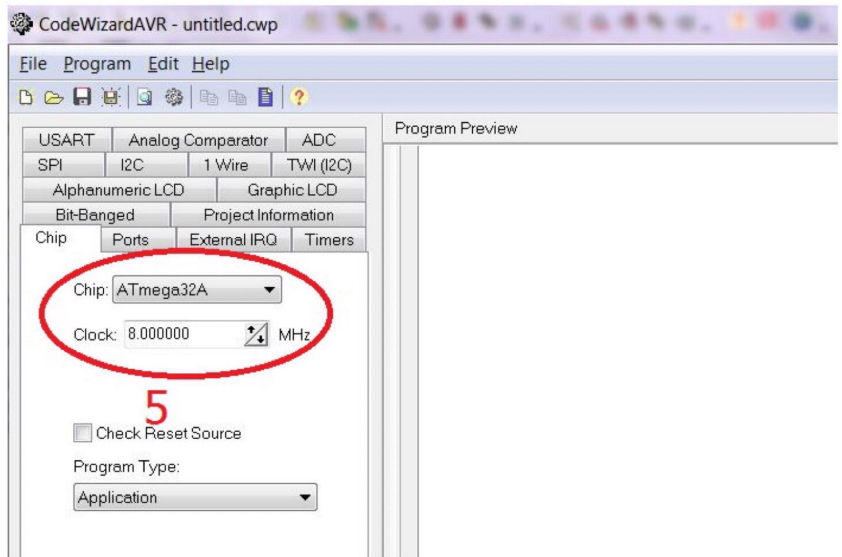 CodeWizardAVR - untitled.cwp
File Program Edit Help
USART Analog Comparator ADC
SPI I2C 1 Wire TWI (I2C)
Alphanumeric LCD Graphic LCD
Bit-Banged Project Information
Chip Ports External IRQ Timers
Program Preview
Chip: ATmega32A
Clock: 8.000000 MHz
5
Check Reset Source
Program Type:
Application